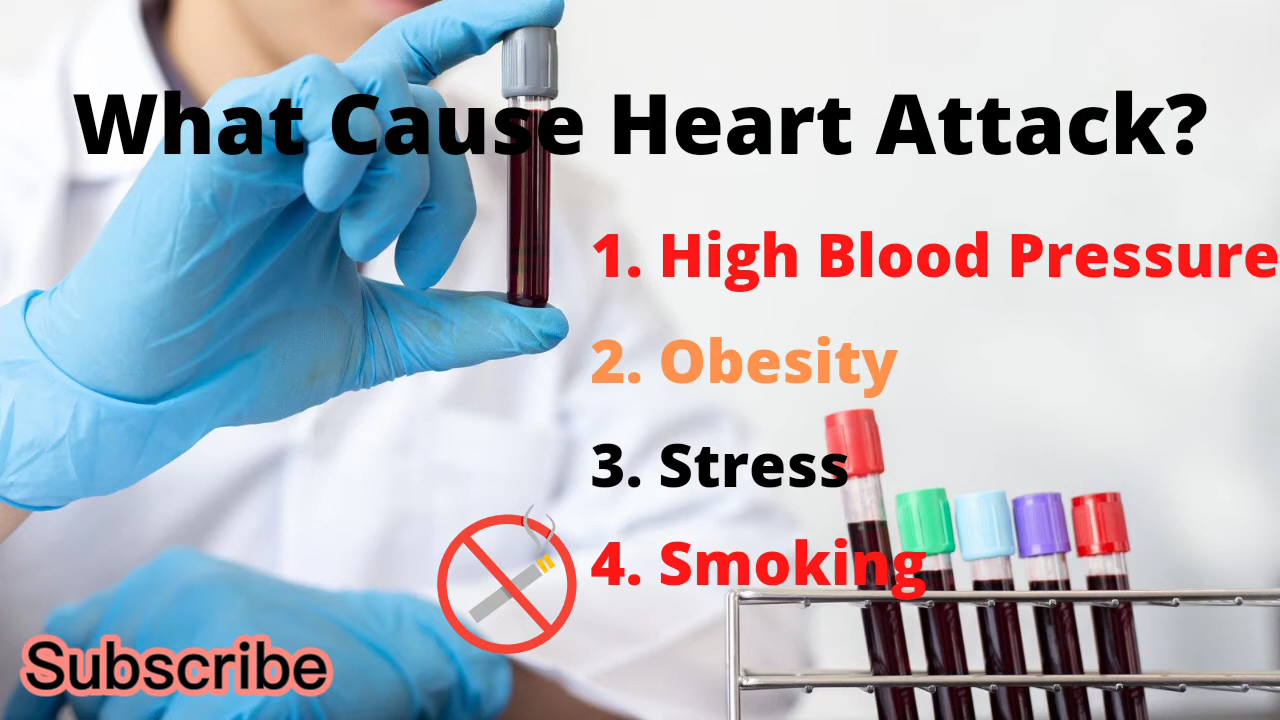 What Cause Heart Attack?
1. High Blood Pressure
2. Obesity
3. Stress
4. Smoking
Subscribe